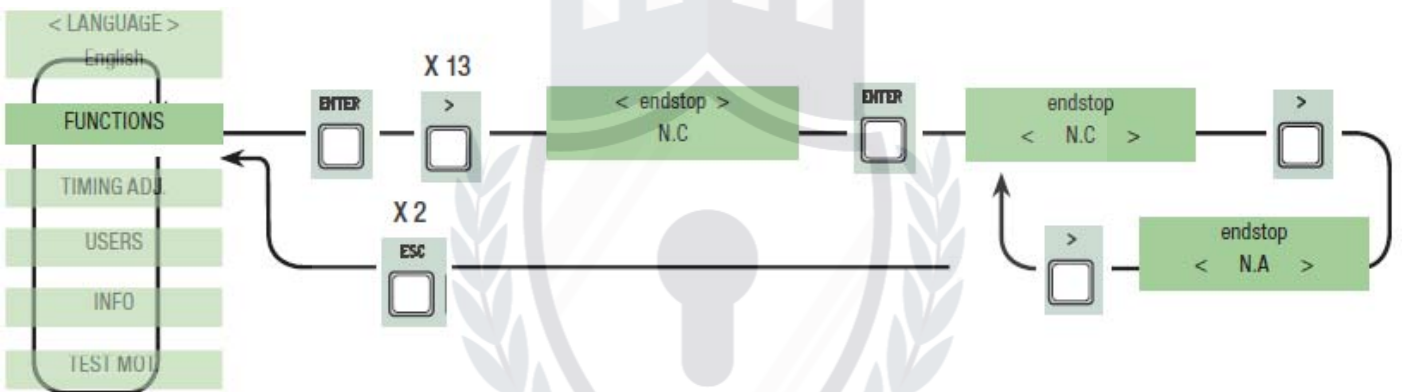 < LANGUAGE >
English
FUNCTIONS
TIMING ADJ.
USERS
INFO
TEST MOT.
ENTER
X 13
>
< endstop >
N.C
ENTER
endstop
< N.C >
>
endstop
< N.A >
>
X 2
ESC